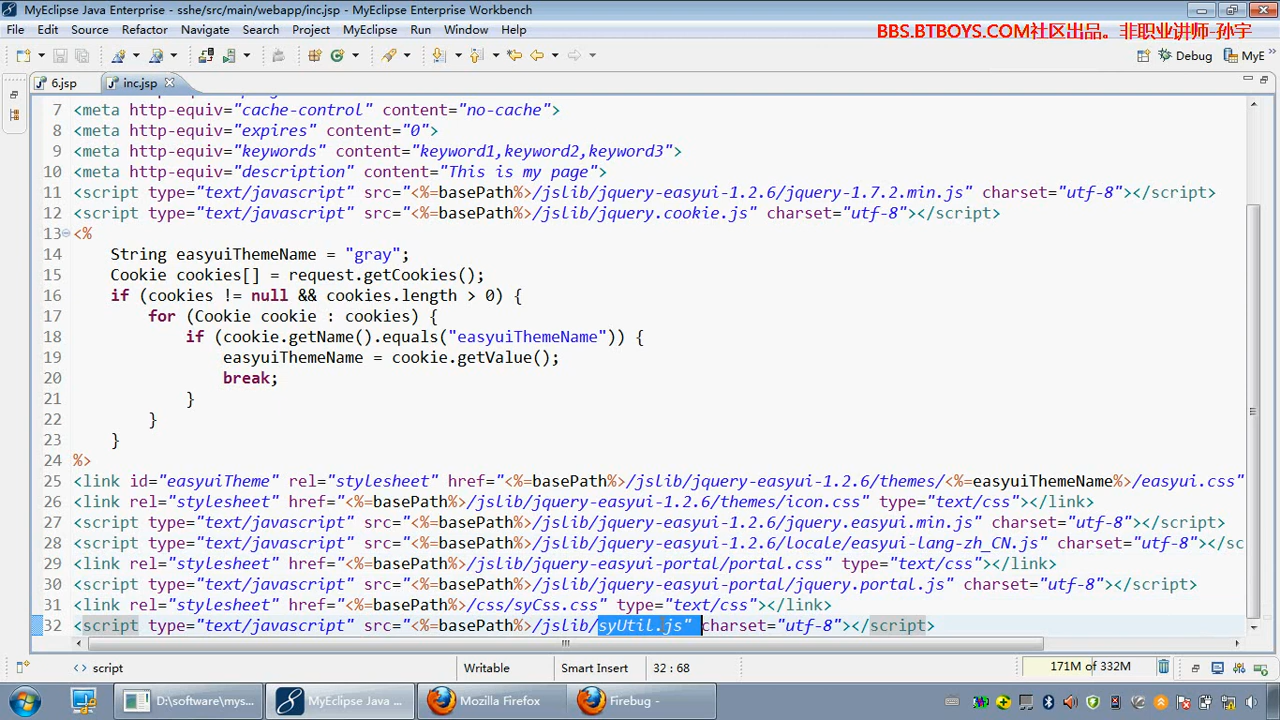 MyEclipse Java Enterprise - sshe/src/main/webapp/inc.jsp - MyEclipse Enterprise Workbench
File Edit Source Refactor Navigate Search Project MyEclipse Run Window Help
BBS.BTBOYS.COM社区出品。非职业讲师-孙宇
Debug MyE
6.jsp inc.jsp
7 <meta http-equiv="cache-control" content="no-cache">
8 <meta http-equiv="expires" content="0">
9 <meta http-equiv="keywords" content="keyword1,keyword2,keyword3">
10 <meta http-equiv="description" content="This is my page">
11 <script type="text/javascript" src="<%=basePath%>/jslib/jquery-easyui-1.2.6/jquery-1.7.2.min.js" charset="utf-8"></script>
12 <script type="text/javascript" src="<%=basePath%>/jslib/jquery.cookie.js" charset="utf-8"></script>
13 <%
14 String easyuiThemeName = "gray";
15 Cookie cookies[] = request.getCookies();
16 if (cookies != null && cookies.length > 0) {
17 for (Cookie cookie : cookies) {
18 if (cookie.getName().equals("easyuiThemeName")) {
19 easyuiThemeName = cookie.getValue();
20 break;
21 }
22 }
23 }
24 %>
25 <link id="easyuiTheme" rel="stylesheet" href="<%=basePath%>/jslib/jquery-easyui-1.2.6/themes/<%=easyuiThemeName%>/easyui.css"
26 <link rel="stylesheet" href="<%=basePath%>/jslib/jquery-easyui-1.2.6/themes/icon.css" type="text/css"></link>
27 <script type="text/javascript" src="<%=basePath%>/jslib/jquery-easyui-1.2.6/jquery.easyui.min.js" charset="utf-8"></script>
28 <script type="text/javascript" src="<%=basePath%>/jslib/jquery-easyui-1.2.6/locale/easyui-lang-zh_CN.js" charset="utf-8"></sc
29 <link rel="stylesheet" href="<%=basePath%>/jslib/jquery-easyui-portal/portal.css" type="text/css"></link>
30 <script type="text/javascript" src="<%=basePath%>/jslib/jquery-easyui-portal/jquery.portal.js" charset="utf-8"></script>
31 <link rel="stylesheet" href="<%=basePath%>/css/syCss.css" type="text/css"></link>
32 <script type="text/javascript" src="<%=basePath%>/jslib/syUtil.js" charset="utf-8"></script>
<> script Writable Smart Insert 32 : 68 171M of 332M
D:\software\mys... MyEclipse Java ... Mozilla Firefox Firebug -